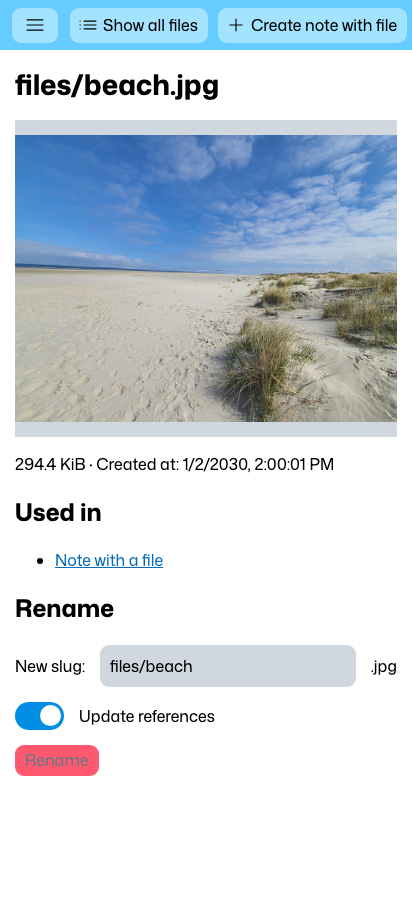 Show all files
Create note with file
files/beach.jpg
294.4 KiB · Created at: 1/2/2030, 2:00:01 PM
Used in
Note with a file
Rename
New slug: files/beach .jpg
Update references
Rename